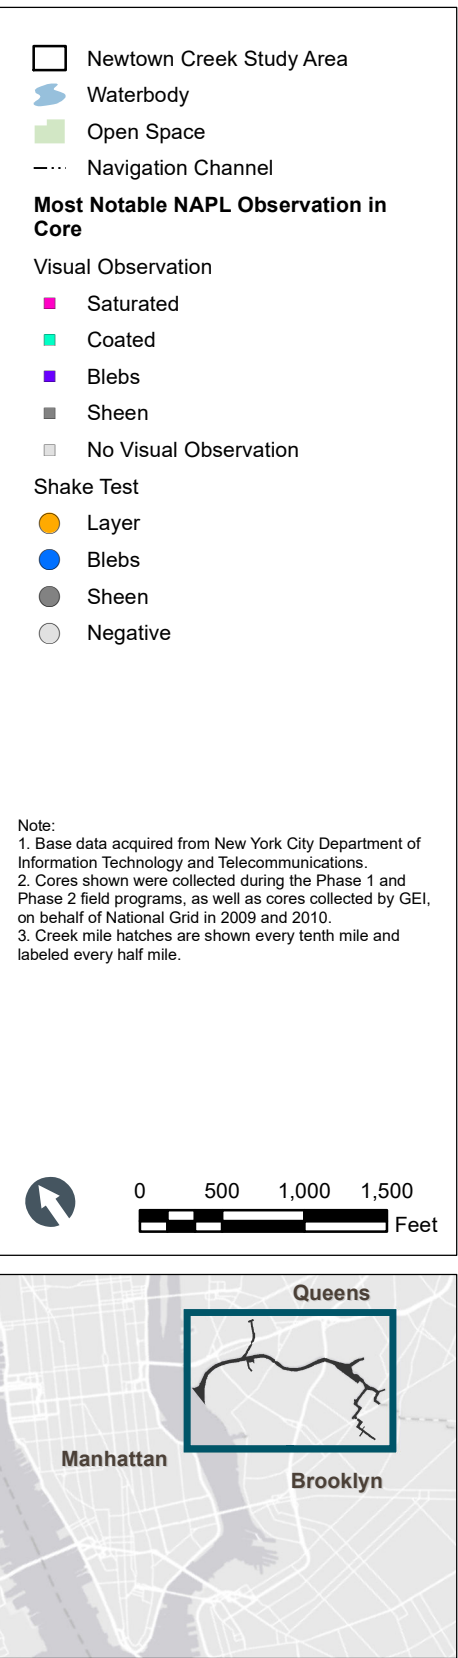 Newtown Creek Study Area
Waterbody
Open Space
Navigation Channel
Most Notable NAPL Observation in
Core
Visual Observation
Saturated
Coated
Blebs
Sheen
No Visual Observation
Shake Test
Layer
Blebs
Sheen
Negative
Note:
1. Base data acquired from New York City Department of
Information Technology and Telecommunications.
2. Cores shown were collected during the Phase 1 and
Phase 2 field programs, as well as cores collected by GEI,
on behalf of National Grid in 2009 and 2010.
3. Creek mile hatches are shown every tenth mile and
labeled every half mile.
0 500 1,000 1,500
Feet
Queens
Manhattan
Brooklyn